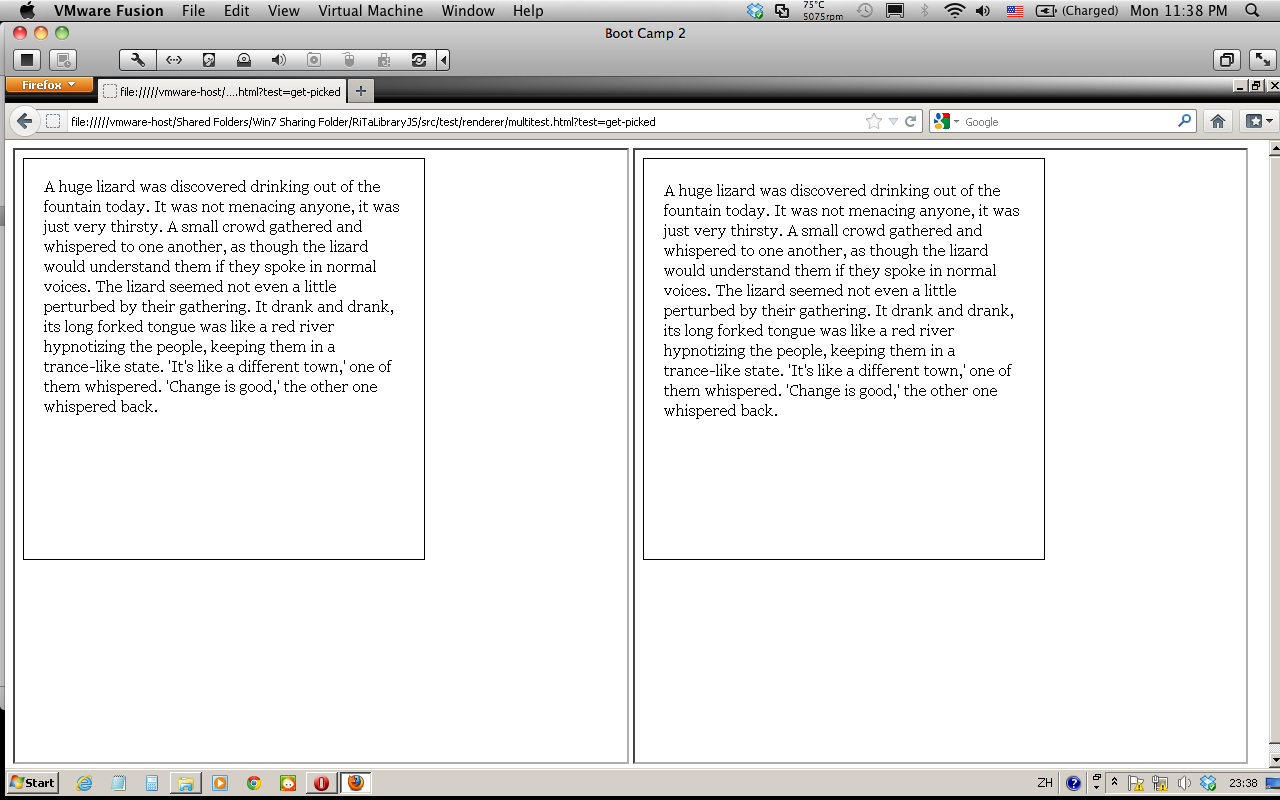 VMware Fusion File Edit View Virtual Machine Window Help 75°C 5075rpm (Charged) Mon 11:38 PM
Boot Camp 2
Firefox
file://///vmware-host/....html?test=get-picked
file://///vmware-host/Shared Folders/Win7 Sharing Folder/RiTaLibraryJS/src/test/renderer/multitest.html?test=get-picked Google
A huge lizard was discovered drinking out of the
fountain today. It was not menacing anyone, it was
just very thirsty. A small crowd gathered and
whispered to one another, as though the lizard
would understand them if they spoke in normal
voices. The lizard seemed not even a little
perturbed by their gathering. It drank and drank,
its long forked tongue was like a red river
hypnotizing the people, keeping them in a
trance-like state. 'It's like a different town,' one of
them whispered. 'Change is good,' the other one
whispered back.
A huge lizard was discovered drinking out of the
fountain today. It was not menacing anyone, it was
just very thirsty. A small crowd gathered and
whispered to one another, as though the lizard
would understand them if they spoke in normal
voices. The lizard seemed not even a little
perturbed by their gathering. It drank and drank,
its long forked tongue was like a red river
hypnotizing the people, keeping them in a
trance-like state. 'It's like a different town,' one of
them whispered. 'Change is good,' the other one
whispered back.
Start ZH 23:38